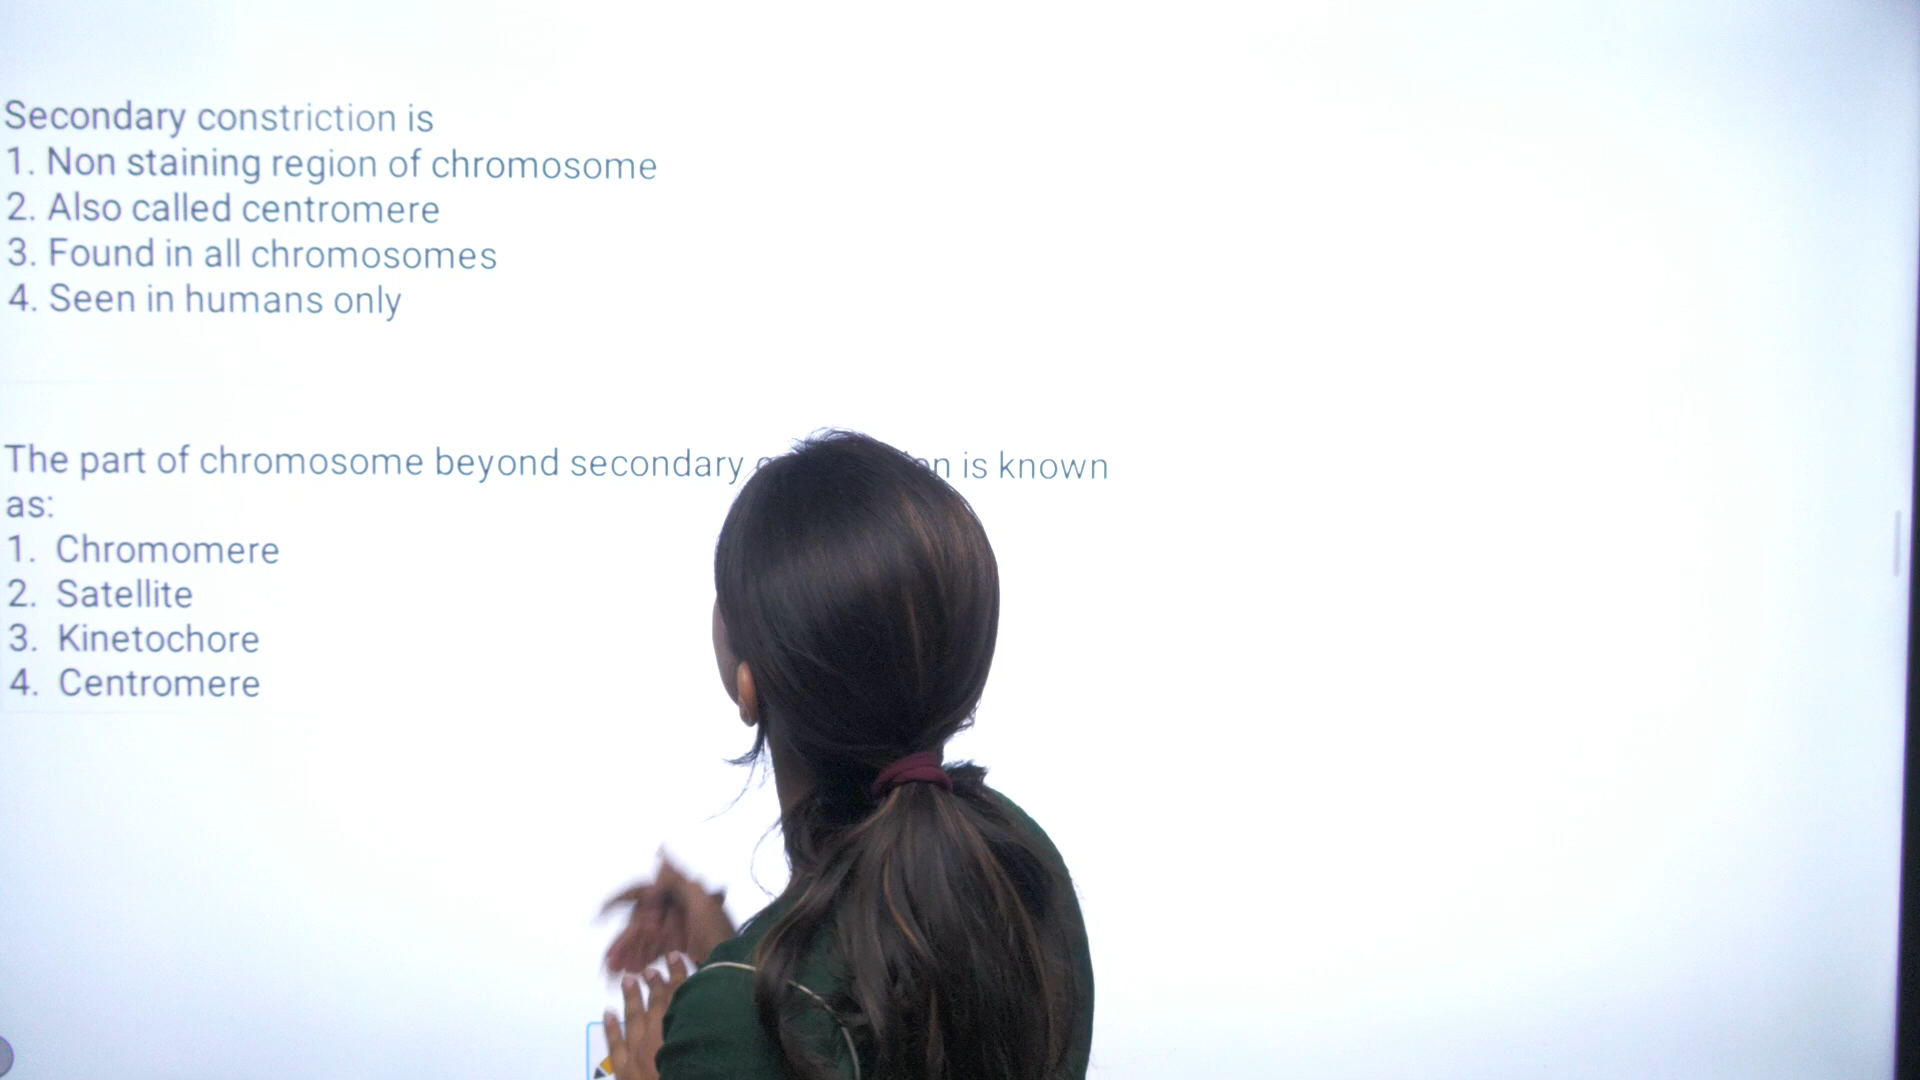 Secondary constriction is
1. Non staining region of chromosome
2. Also called centromere
3. Found in all chromosomes
4. Seen in humans only
The part of chromosome beyond secondary is known
as:
1. Chromomere
2. Satellite
3. Kinetochore
4. Centromere